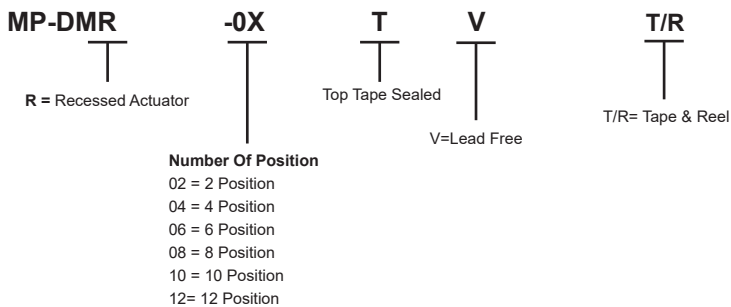 MP-DMR -0X T V T/R
R = Recessed Actuator
Top Tape Sealed
V=Lead Free
T/R= Tape & Reel
Number Of Position
02 = 2 Position
04 = 4 Position
06 = 6 Position
08 = 8 Position
10 = 10 Position
12= 12 Position